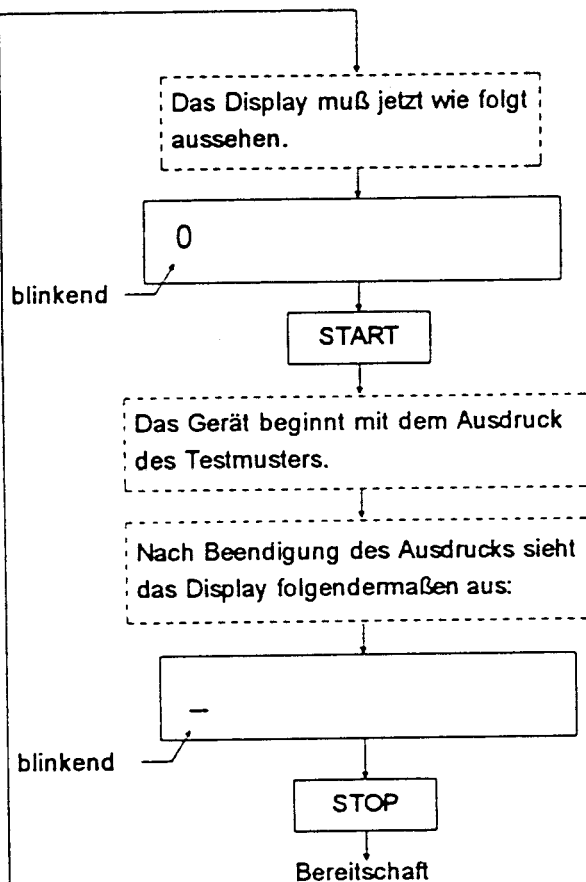 Das Display muß jetzt wie folgt
aussehen.
0
blinkend
START
Das Gerät beginnt mit dem Ausdruck
des Testmusters.
Nach Beendigung des Ausdrucks sieht
das Display folgendermaßen aus:
_
blinkend
STOP
Bereitschaft